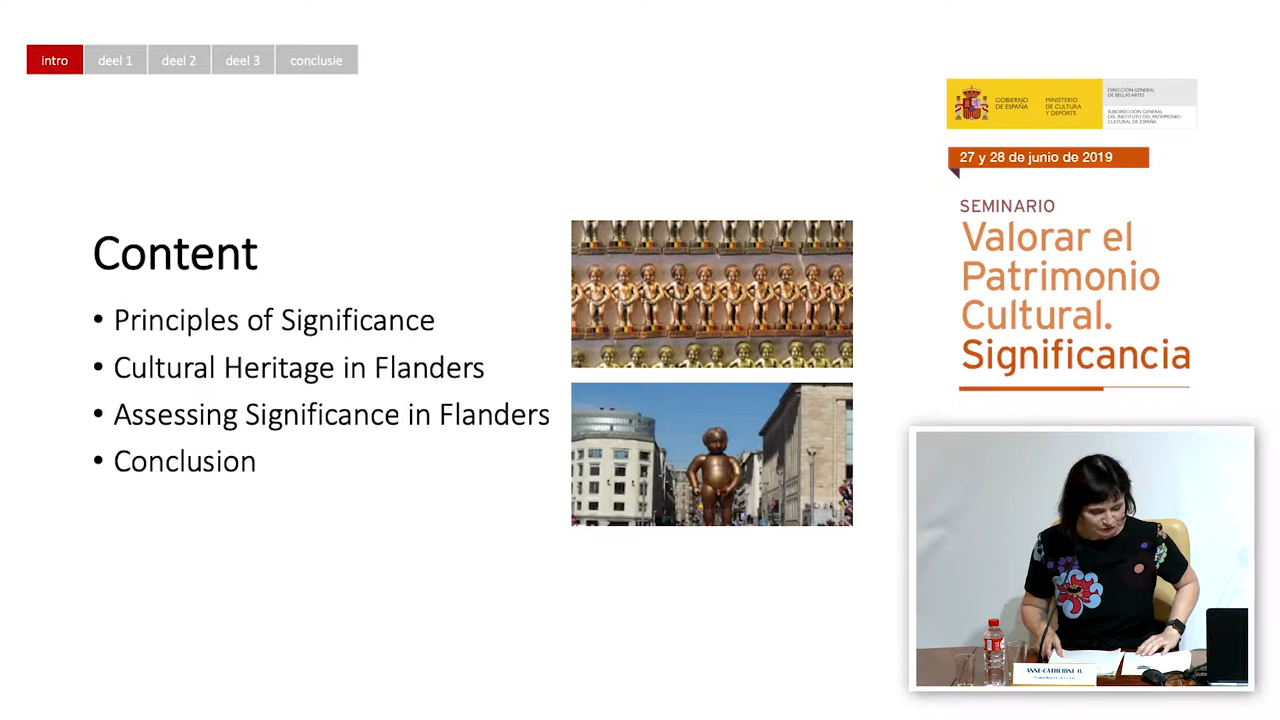 intro deel 1 deel 2 deel 3 conclusie
Content
• Principles of Significance
• Cultural Heritage in Flanders
• Assessing Significance in Flanders
• Conclusion
GOBIERNO
DE ESPAÑA
MINISTERIO
DE CULTURA
Y DEPORTE
DIRECCIÓN GENERAL
DE BELLAS ARTES
SUBDIRECCIÓN GENERAL
DEL INSTITUTO DEL PATRIMONIO
CULTURAL DE ESPAÑA
27 y 28 de junio de 2019
SEMINARIO
Valorar el
Patrimonio
Cultural.
Significancia
ANNE-CATHERINE O.